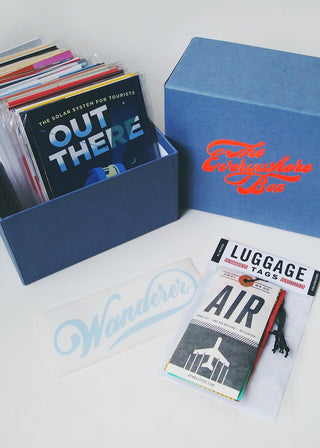 THE SOLAR SYSTEM FOR TOURISTS
OUT
THERE
The
Everywhere
Box
Wanderer
LUGGAGE
TAGS
AIR